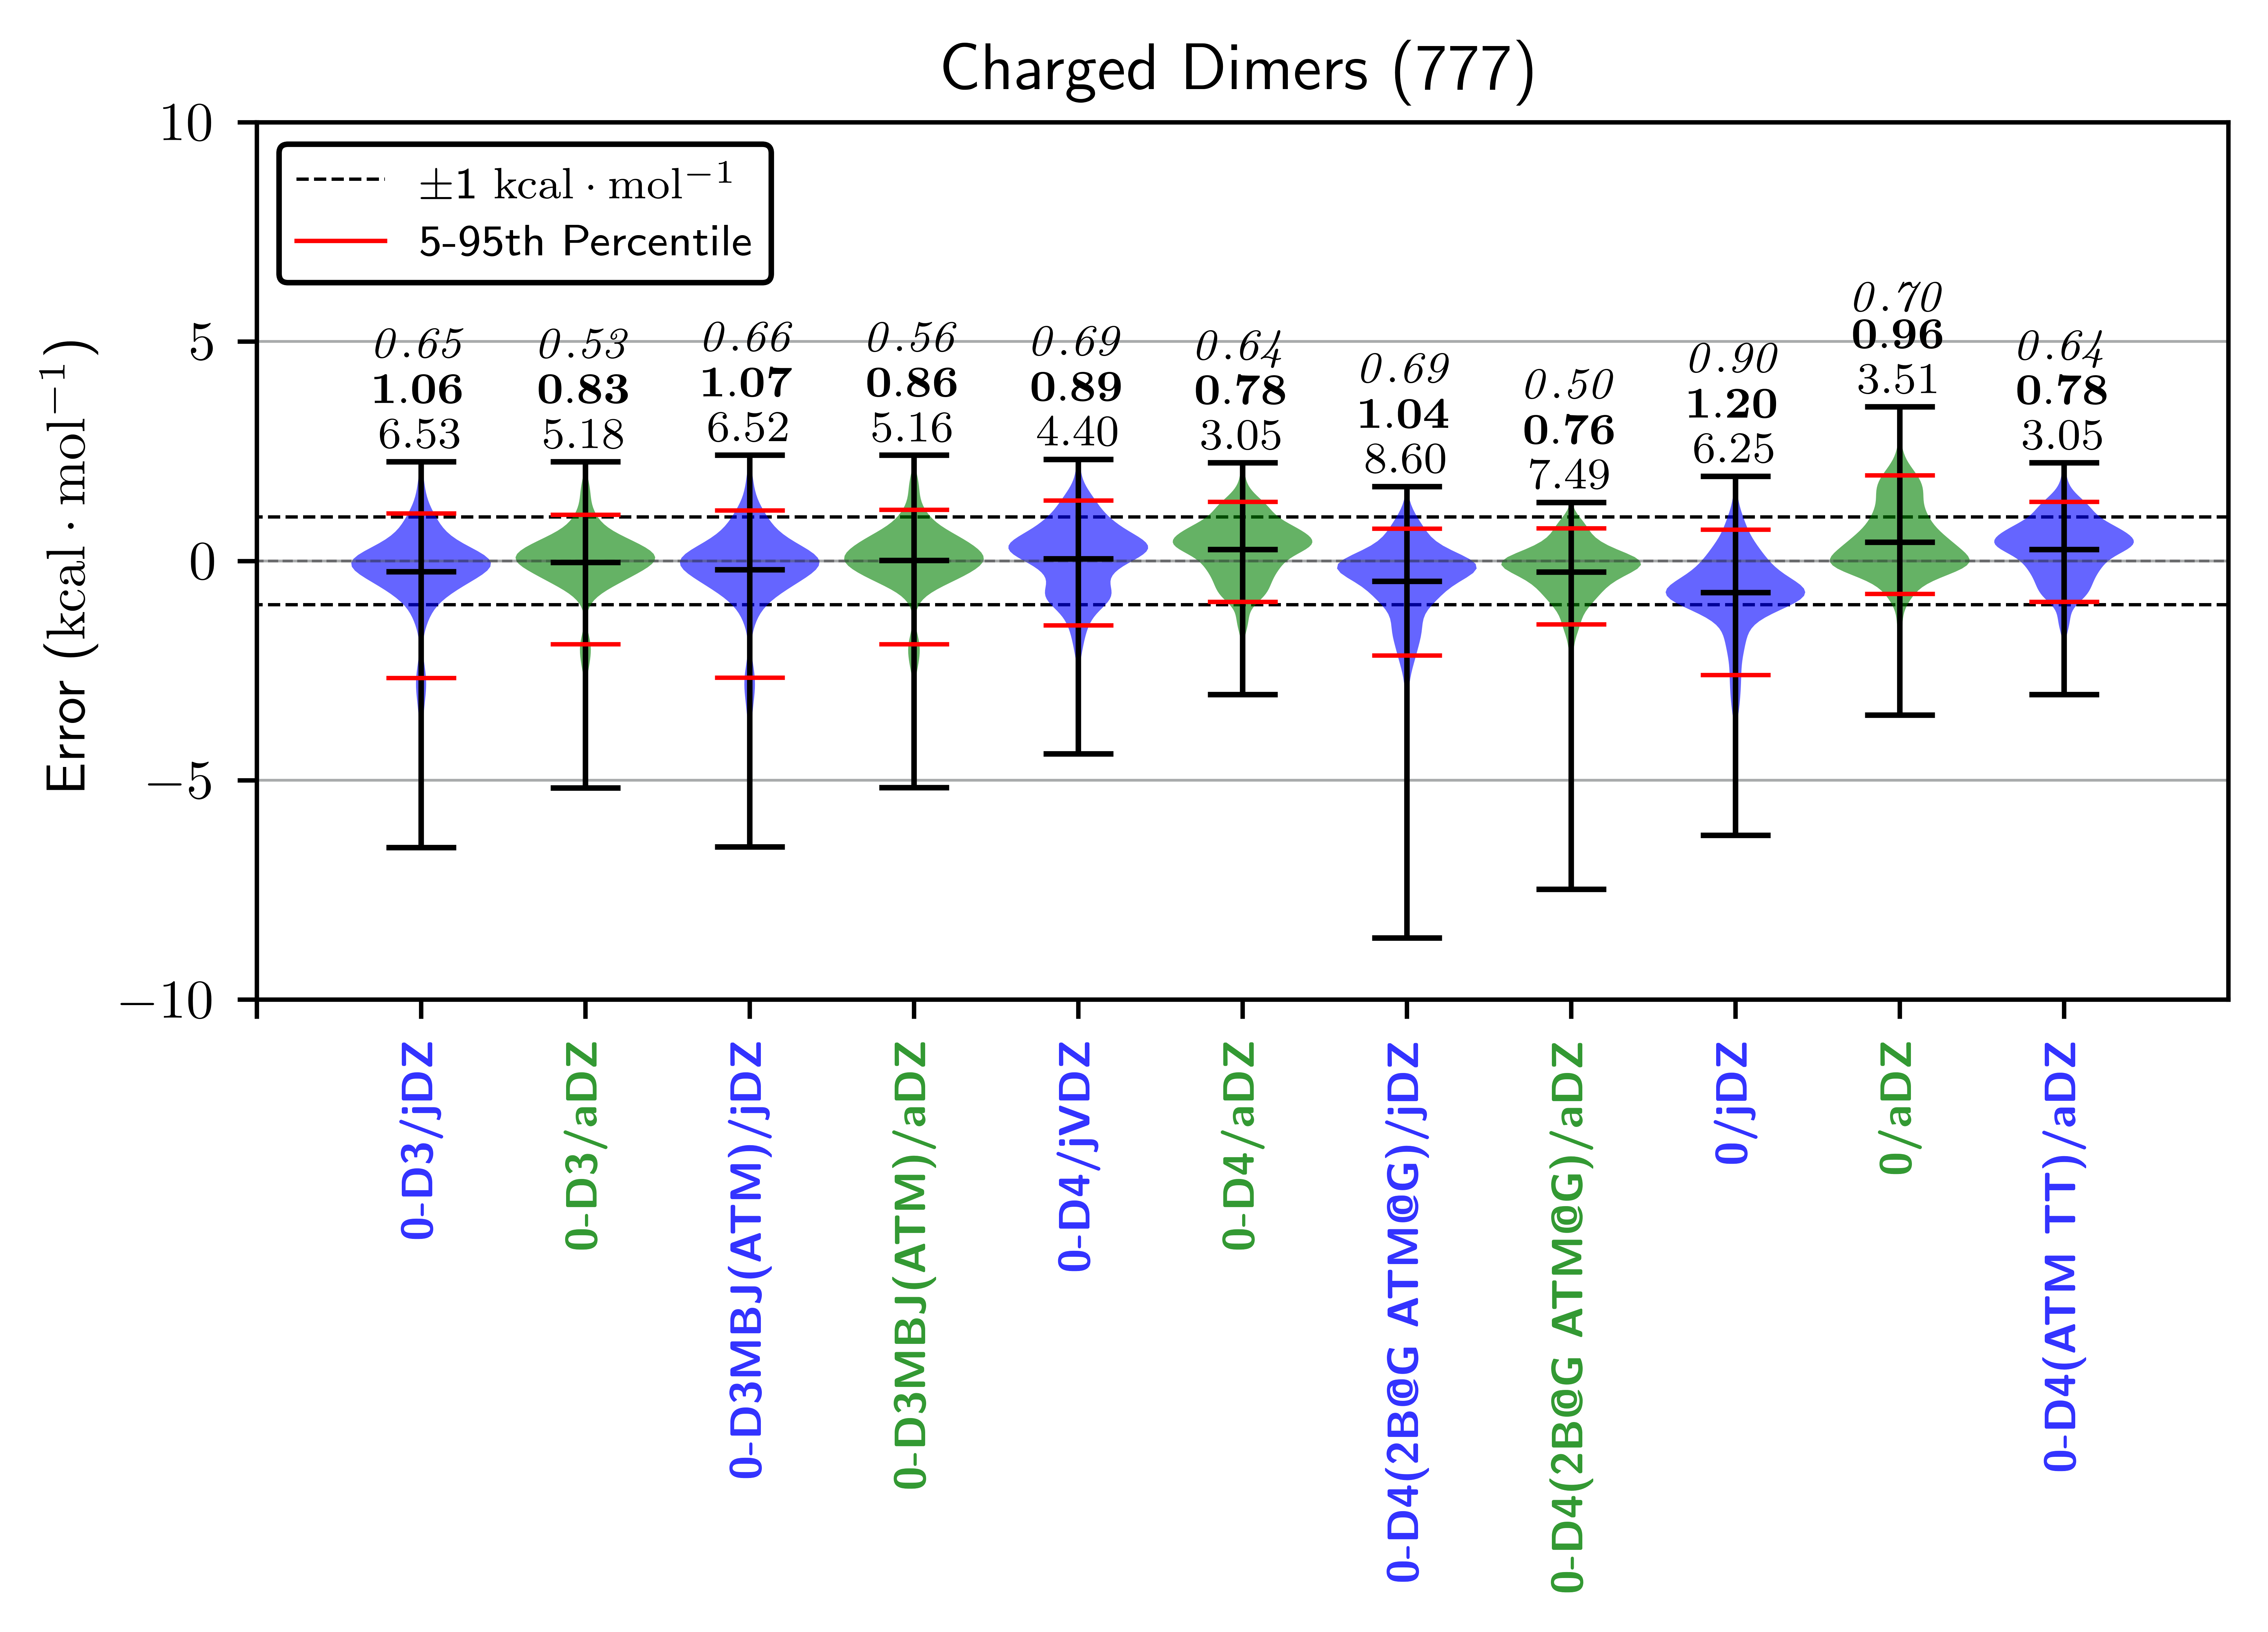 Charged Dimers (777)
10
5
0
−5
−10
Error (kcal · mol⁻¹)
±1 kcal · mol⁻¹
5-95th Percentile
0.65
1.06
6.53
0.53
0.83
5.18
0.66
1.07
6.52
0.56
0.86
5.16
0.69
0.89
4.40
0.64
0.78
3.05
0.69
1.04
8.60
0.50
0.76
7.49
0.90
1.20
6.25
0.70
0.96
3.51
0.64
0.78
3.05
0-D3/jDZ
0-D3/aDZ
0-D3MBJ(ATM)/jDZ
0-D3MBJ(ATM)/aDZ
0-D4/jVDZ
0-D4/aDZ
0-D4(2B@G ATM@G)/jDZ
0-D4(2B@G ATM@G)/aDZ
0/jDZ
0/aDZ
0-D4(ATM TT)/aDZ